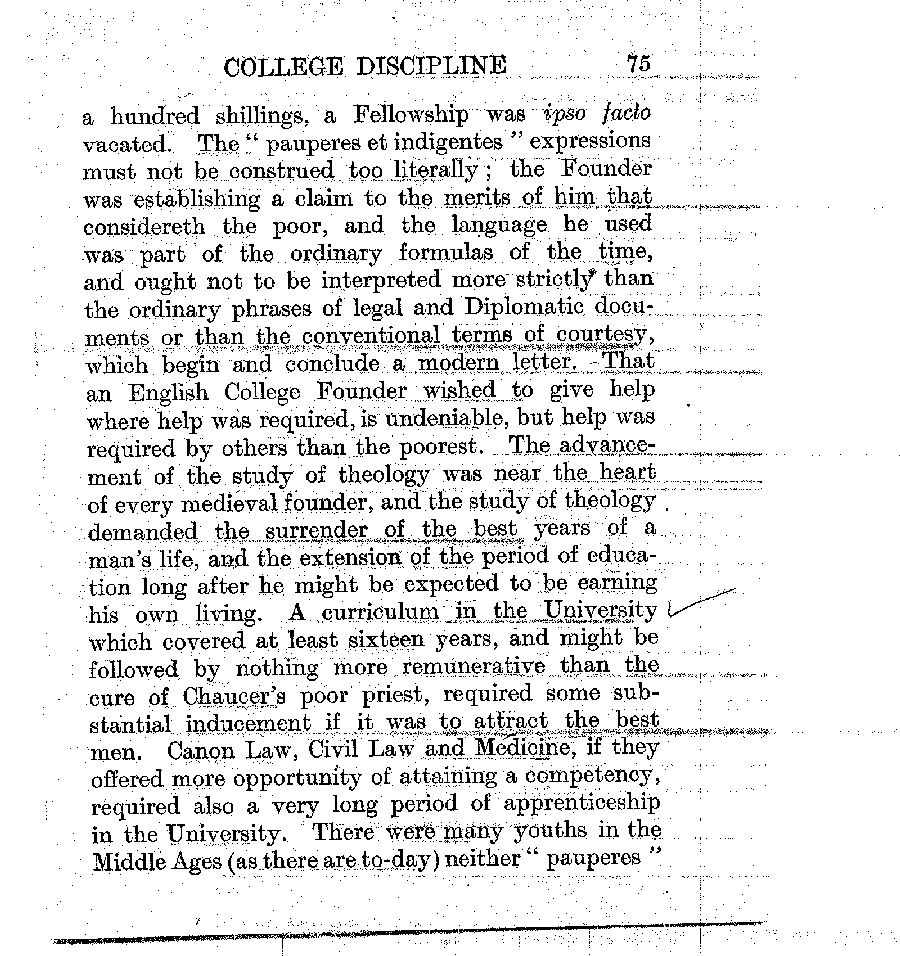 COLLEGE DISCIPLINE 75
a hundred shillings, a Fellowship was ipso facto
vacated. The “ pauperes et indigentes ” expressions
must not be construed too literally ; the Founder
was establishing a claim to the merits of him that
considereth the poor, and the language he used
was part of the ordinary formulas of the time,
and ought not to be interpreted more strictly than
the ordinary phrases of legal and Diplomatic docu-
ments or than the conventional terms of courtesy,
which begin and conclude a modern letter. That
an English College Founder wished to give help
where help was required, is undeniable, but help was
required by others than the poorest. The advance-
ment of the study of theology was near the heart
of every medieval founder, and the study of theology
demanded the surrender of the best years of a
man's life, and the extension of the period of educa-
tion long after he might be expected to be earning
his own living. A curriculum in the University
which covered at least sixteen years, and might be
followed by nothing more remunerative than the
cure of Chaucer's poor priest, required some sub-
stantial inducement if it was to attract the best
men. Canon Law, Civil Law and Medicine, if they
offered more opportunity of attaining a competency,
required also a very long period of apprenticeship
in the University. There were many youths in the
Middle Ages (as there are to-day) neither “ pauperes ”